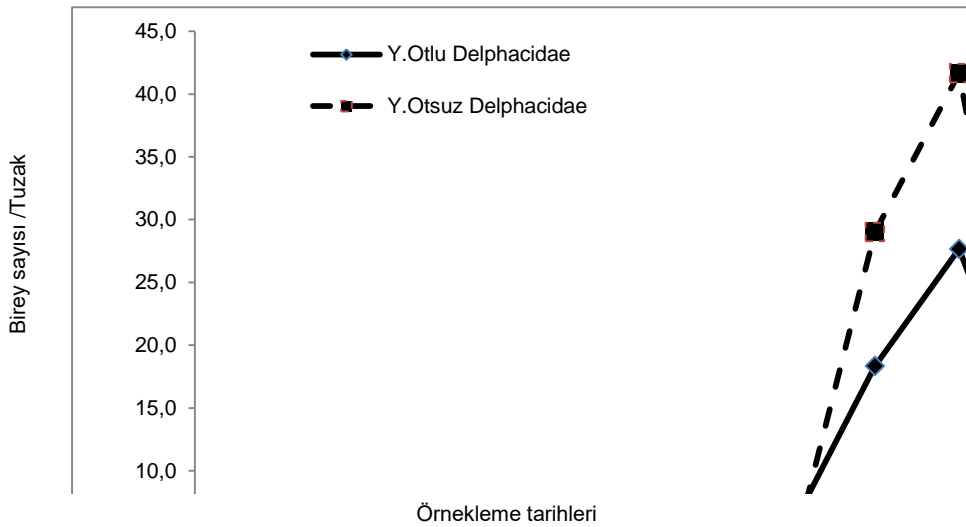 45,0
Y.Otlu Delphacidae
40,0
Y.Otsuz Delphacidae
35,0
30,0
25,0
20,0
15,0
10,0
Birey sayısı /Tuzak
Örnekleme tarihleri